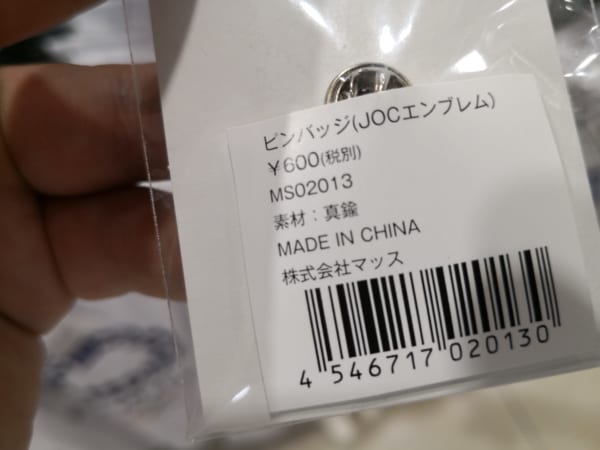 ピンバッジ(JOCエンブレム)
￥600(税別)
MS02013
素材：真鍮
MADE IN CHINA
株式会社マッス
4 546717 020130